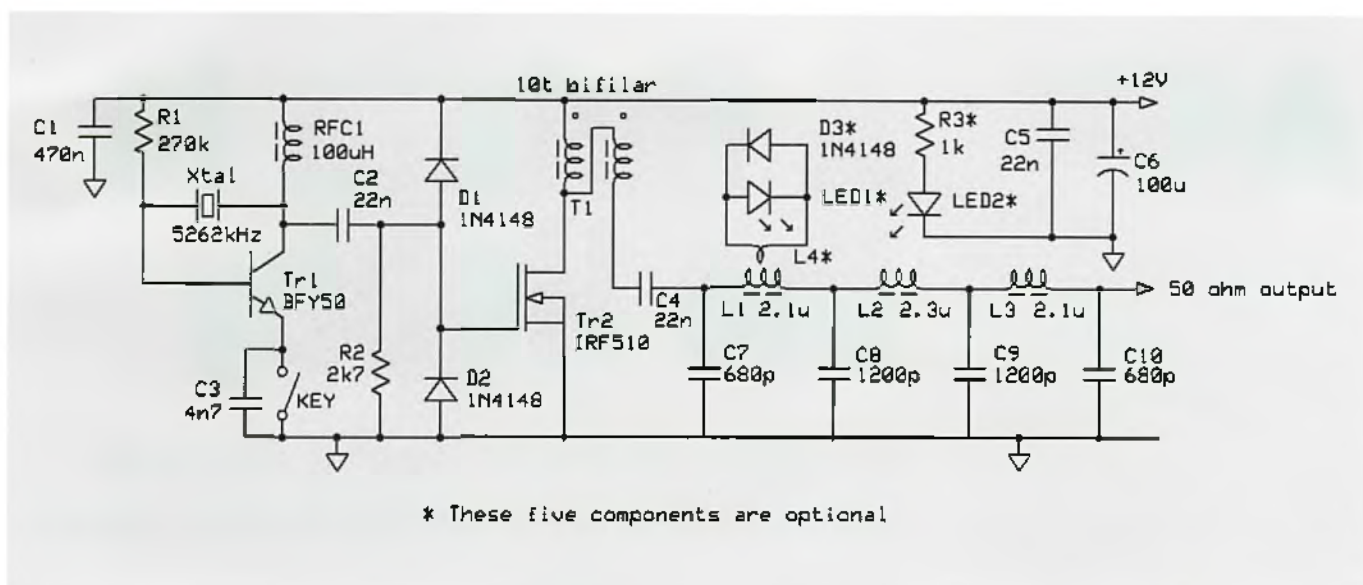 10t bifilar
+12V
C1
470n
R1
270k
RFC1
100uH
Xtal
5262kHz
C2
22n
D1
1N4148
T1
D3*
1N4148
LED1*
R3*
1k
LED2*
C5
22n
C6
100u
+
L4*
Tr1
BFY50
C3
4n7
KEY
R2
2k7
D2
1N4148
Tr2
IRF510
C4
22n
L1 2.1u
L2 2.3u
L3 2.1u
50 ohm output
C7
680p
C8
1200p
C9
1200p
C10
680p
* These five components are optional